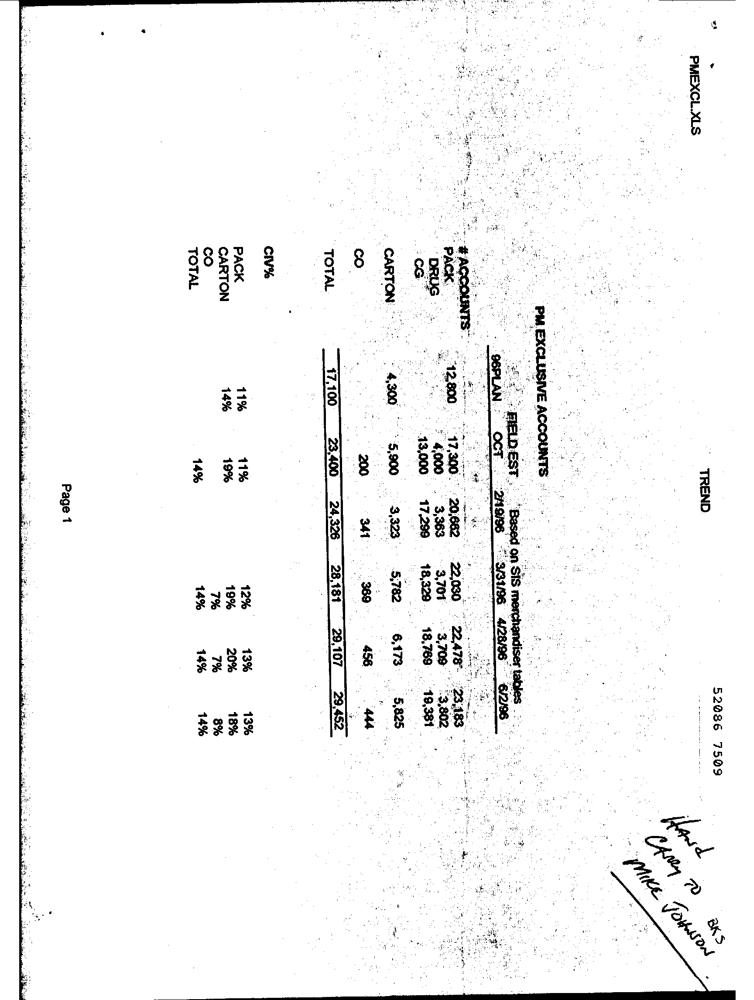 PMEXCL.XLS
TREND
52086 7509
HAND
CARRY TO BKS
MIKE JOHNSON
PM EXCLUSIVE ACCOUNTS
FIELD EST Based on SIS merchandiser tables
96PLAN OCT 2/19/96 3/31/96 4/28/96 6/2/96
# ACCOUNTS
PACK 12,800 17,300 20,662 22,030 22,478 23,183
DRUG 4,000 3,363 3,701 3,709 3,802
CG 13,000 17,299 18,329 18,769 19,381
CARTON 4,300 5,900 3,323 5,782 6,173 5,825
CO 200 341 369 456 444
TOTAL 17,100 23,400 24,326 28,181 29,107 29,452
CIV%
PACK 11% 11% 12% 13% 13%
CARTON 14% 19% 19% 20% 18%
CO 7% 7% 8%
TOTAL 14% 14% 14% 14%
Page 1